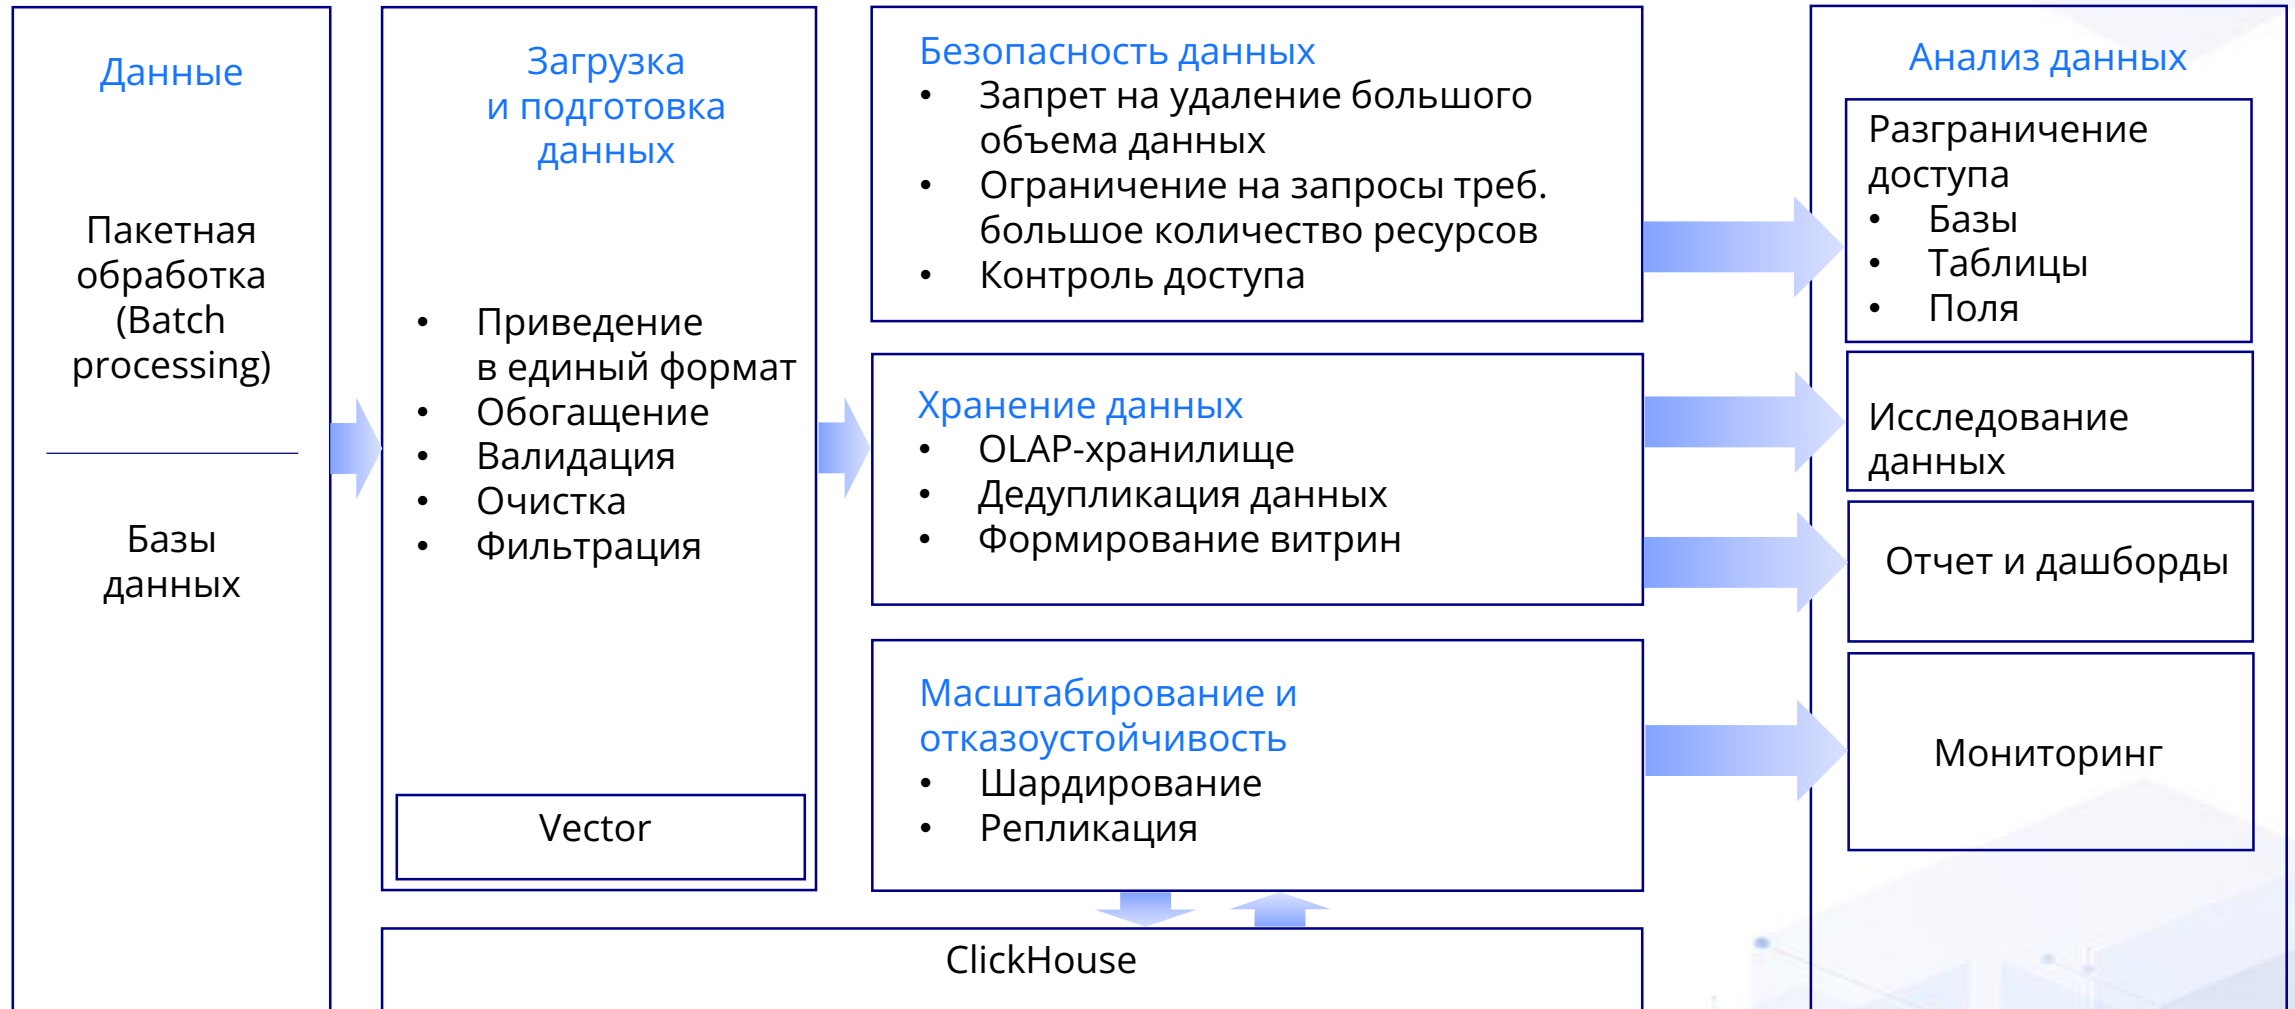 Данные
Пакетная
обработка
(Batch
processing)
Базы
данных
Загрузка
и подготовка
данных
• Приведение
в единый формат
• Обогащение
• Валидация
• Очистка
• Фильтрация
Vector
Безопасность данных
• Запрет на удаление большого
объема данных
• Ограничение на запросы треб.
большое количество ресурсов
• Контроль доступа
Хранение данных
• OLAP-хранилище
• Дедупликация данных
• Формирование витрин
Масштабирование и
отказоустойчивость
• Шардирование
• Репликация
ClickHouse
Анализ данных
Разграничение
доступа
• Базы
• Таблицы
• Поля
Исследование
данных
Отчет и дашборды
Мониторинг